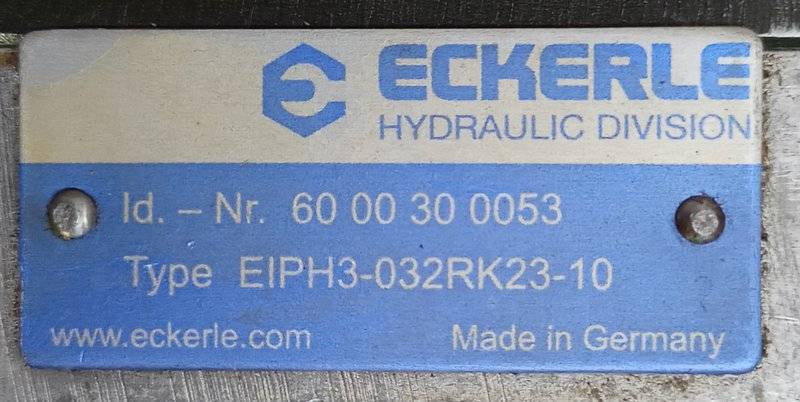 ECKERLE
HYDRAULIC DIVISION
Id. – Nr. 60 00 30 0053
Type EIPH3-032RK23-10
www.eckerle.com Made in Germany